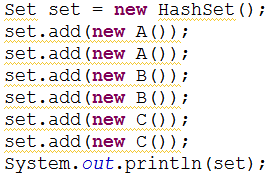 Set set = new HashSet();
set.add(new A());
set.add(new A());
set.add(new B());
set.add(new B());
set.add(new C());
set.add(new C());
System.out.println(set);